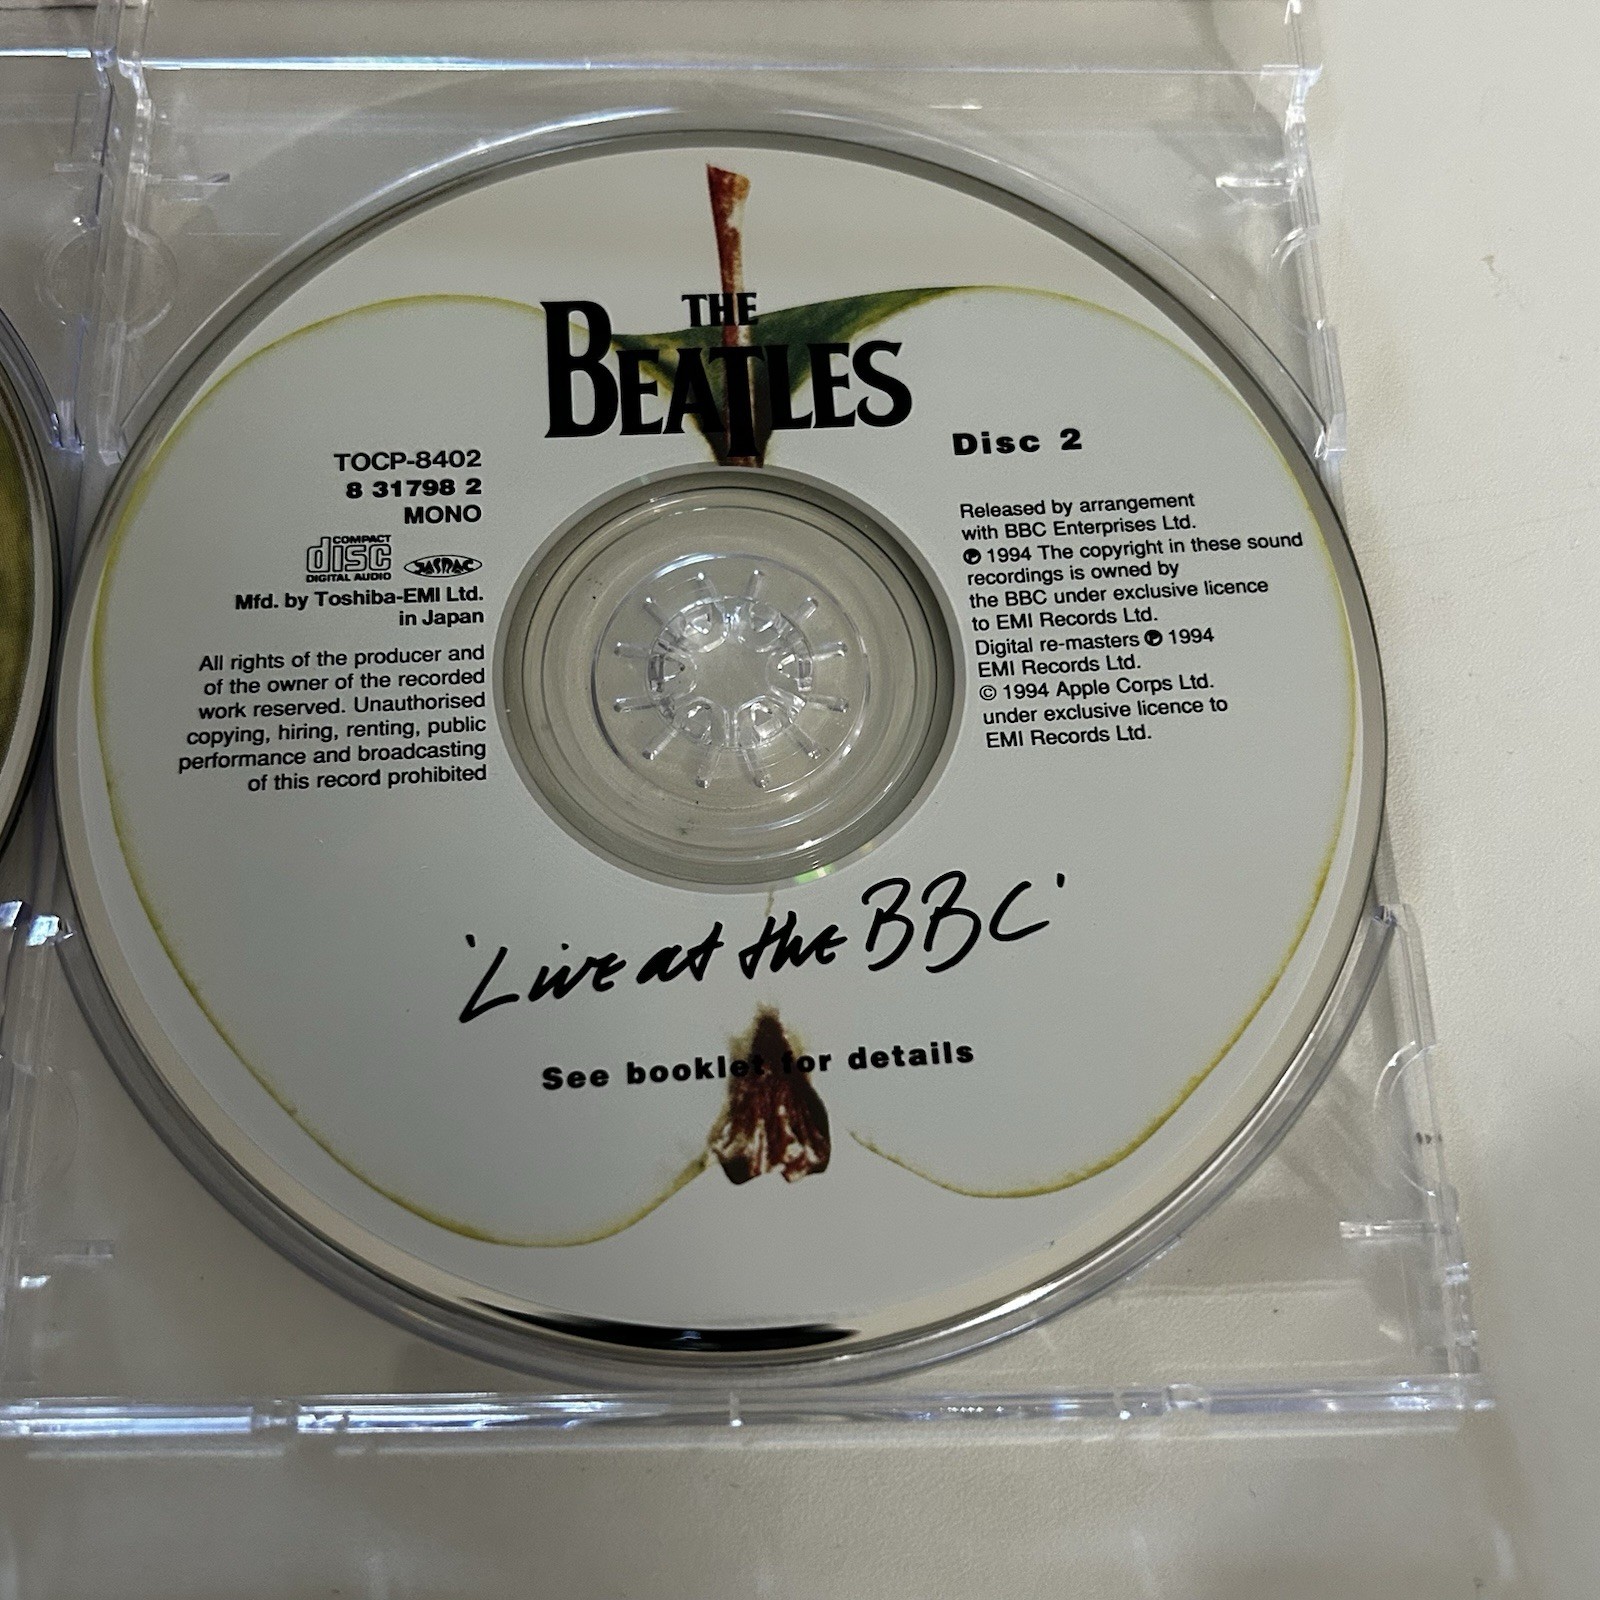 THE
BEATLES
TOCP-8402
8 31798 2
MONO
COMPACT
disc
DIGITAL AUDIO
JASRAC
Mfd. by Toshiba-EMI Ltd.
in Japan
All rights of the producer and
of the owner of the recorded
work reserved. Unauthorised
copying, hiring, renting, public
performance and broadcasting
of this record prohibited
Disc 2
Released by arrangement
with BBC Enterprises Ltd.
℗ 1994 The copyright in these sound
recordings is owned by
the BBC under exclusive licence
to EMI Records Ltd.
Digital re-masters ℗ 1994
EMI Records Ltd.
© 1994 Apple Corps Ltd.
under exclusive licence to
EMI Records Ltd.
'Live at the BBC'
See booklet for details